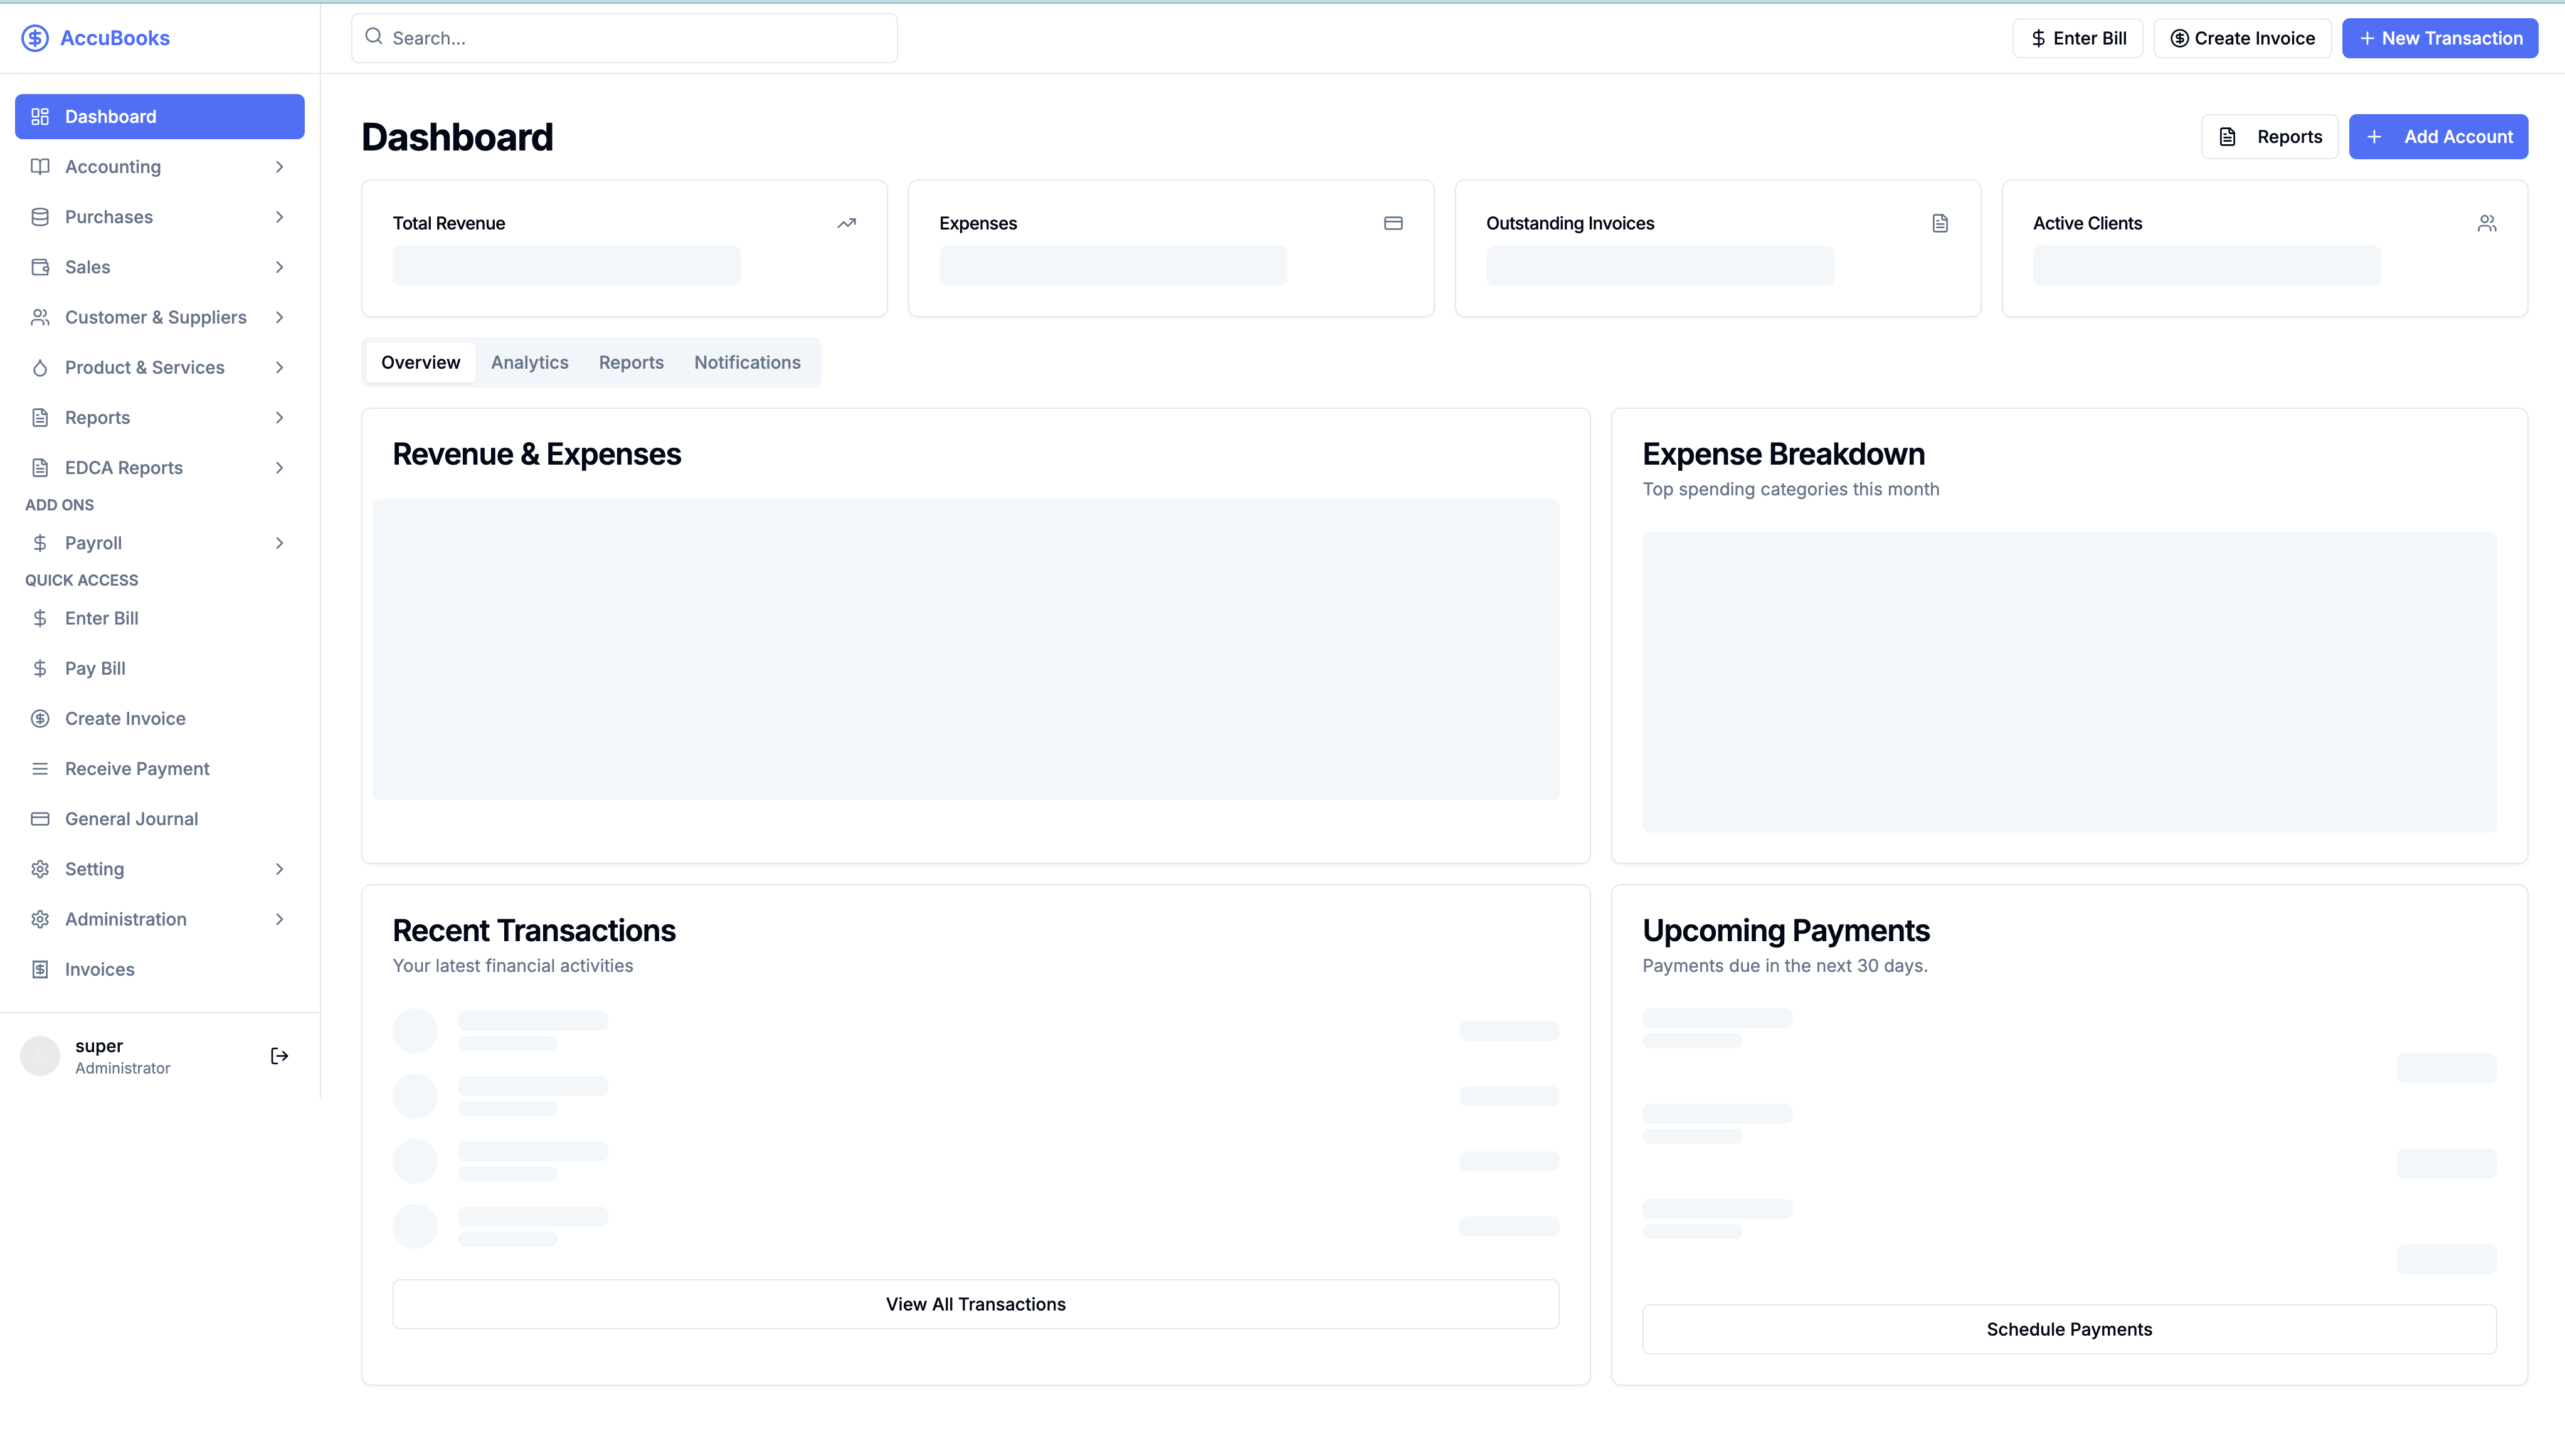 AccuBooks
Search...
Enter Bill
Create Invoice
New Transaction
Dashboard
Accounting
Purchases
Sales
Customer & Suppliers
Product & Services
Reports
EDCA Reports
ADD ONS
Payroll
QUICK ACCESS
Enter Bill
Pay Bill
Create Invoice
Receive Payment
General Journal
Setting
Administration
Invoices
super
Administrator
Dashboard
Reports
Add Account
Total Revenue
Expenses
Outstanding Invoices
Active Clients
Overview
Analytics
Reports
Notifications
Revenue & Expenses
Expense Breakdown
Top spending categories this month
Recent Transactions
Your latest financial activities
View All Transactions
Upcoming Payments
Payments due in the next 30 days.
Schedule Payments